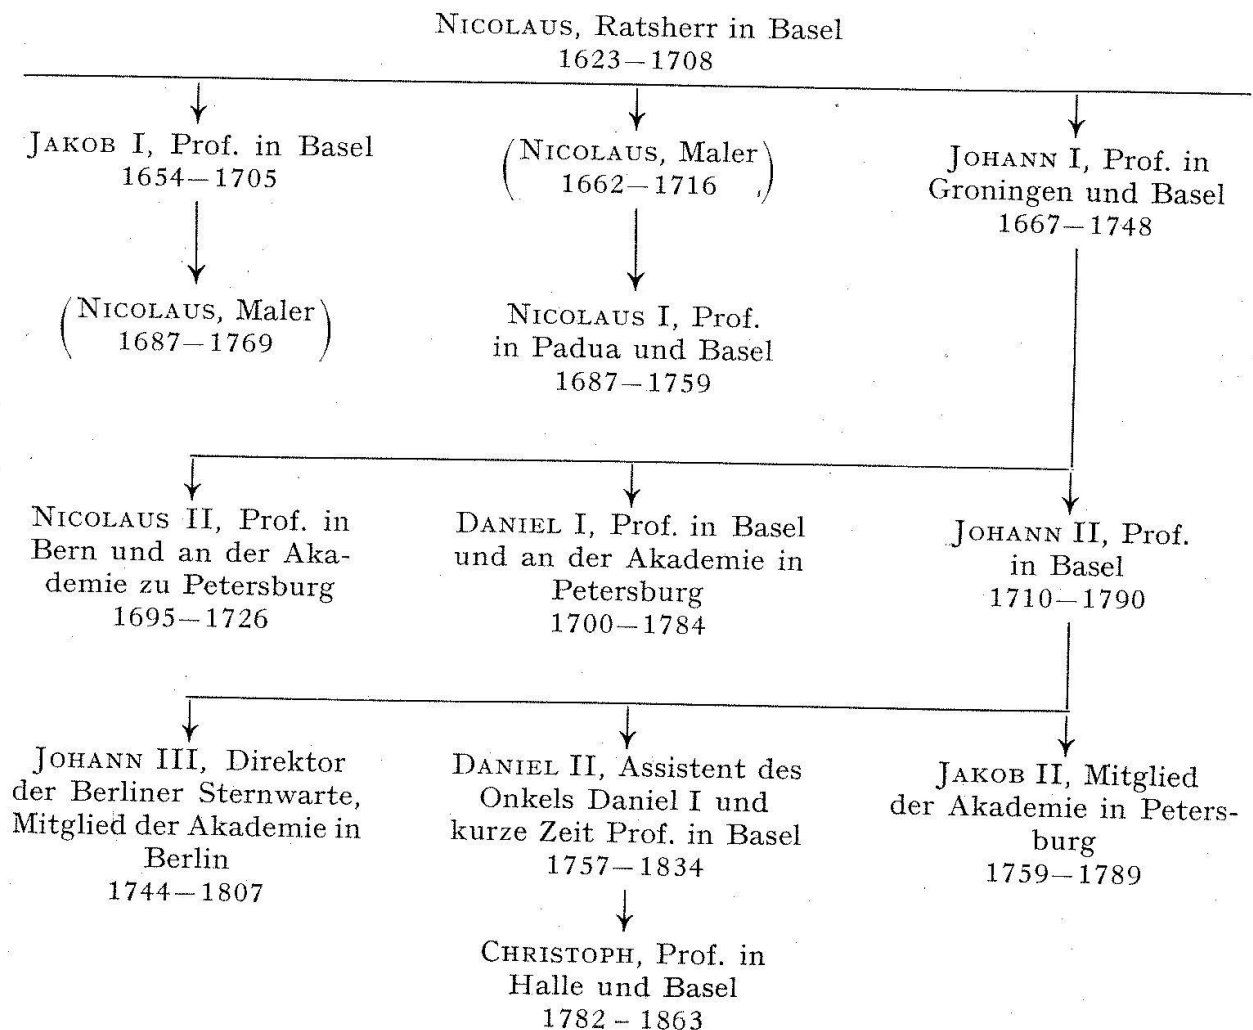 NICOLAUS, Ratsherr in Basel
1623—1708
JAKOB I, Prof. in Basel
1654—1705
(NICOLAUS, Maler)
1662—1716
JOHANN I, Prof. in
Groningen und Basel
1667—1748
(NICOLAUS, Maler)
1687—1769
NICOLAUS I, Prof.
in Padua und Basel
1687—1759
NICOLAUS II, Prof. in
Bern und an der Aka-
demie zu Petersburg
1695—1726
DANIEL I, Prof. in Basel
und an der Akademie in
Petersburg
1700—1784
JOHANN II, Prof.
in Basel
1710—1790
JOHANN III, Direktor
der Berliner Sternwarte,
Mitglied der Akademie in
Berlin
1744—1807
DANIEL II, Assistent des
Onkels Daniel I und
kurze Zeit Prof. in Basel
1757—1834
JAKOB II, Mitglied
der Akademie in Peters-
burg
1759—1789
CHRISTOPH, Prof. in
Halle und Basel
1782 – 1863